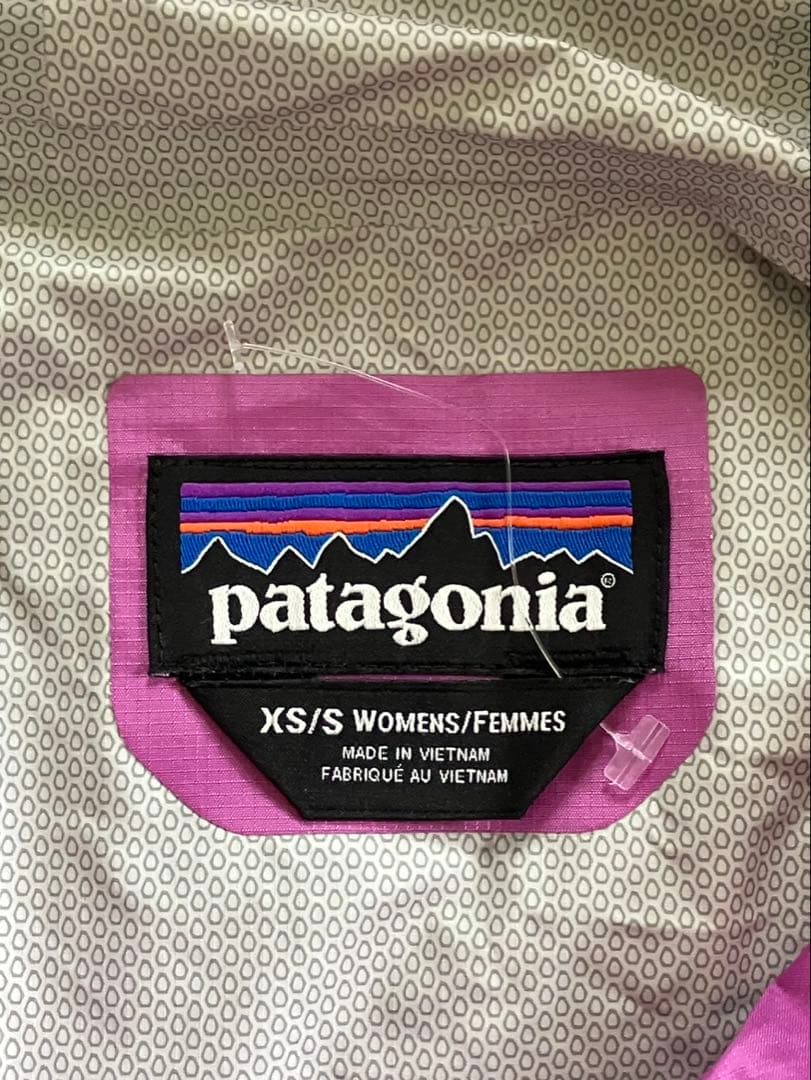 patagonia®
XS/S WOMENS/FEMMES
MADE IN VIETNAM
FABRIQUÉ AU VIETNAM